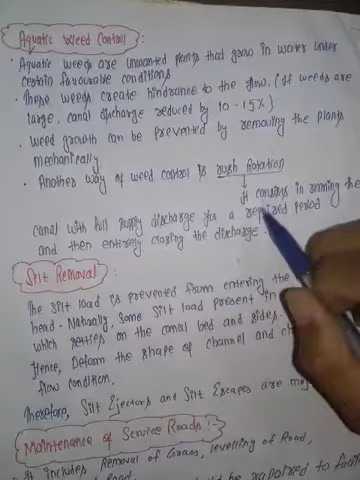 Aquatic Weed Control :
• Aquatic weeds are unwanted plants that grow in water under
certain favourable conditions
• These weeds create hindrance to the flow. (If weeds are
large, canal discharge reduced by 10 - 15%)
• Weed growth can be prevented by removing the plants
mechanically
• Another way of weed control is rush Rotation
It consists in running the
canal with full supply discharge for a required period
and then entirely closing the discharge.
Silt Removal :
The silt load is prevented from entering the
head. Naturally, some silt load present in
which settles on the canal bed and sides.
Hence, Deform the shape of channel and
flow condition.
Therefore, Silt Ejectors and Silt Escapes are
Maintenance of Service Roads :-
It includes Removal of Grass, levelling of Road,